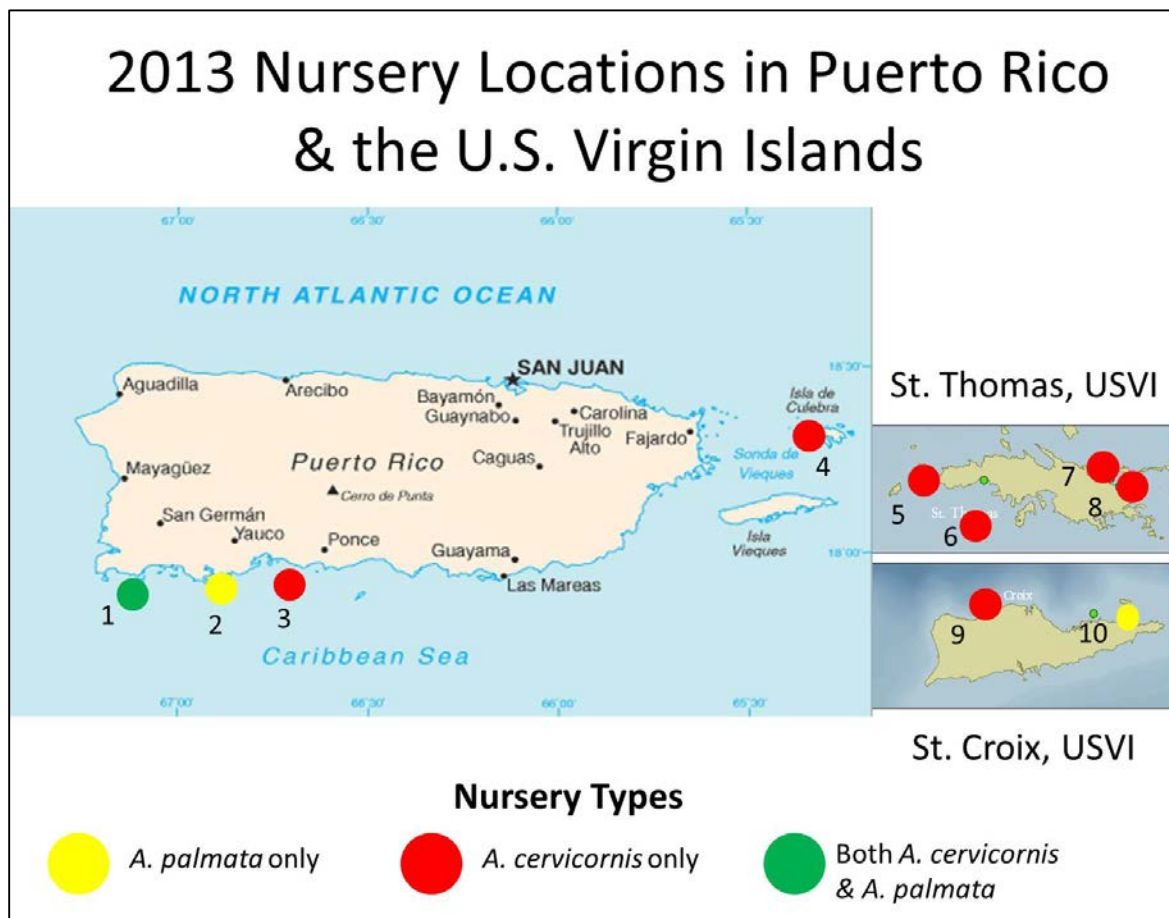 2013 Nursery Locations in Puerto Rico
& the U.S. Virgin Islands
67°00'
66°30'
66°00'
65°30'
NORTH ATLANTIC OCEAN
SAN JUAN
18°30'
Aguadilla
Arecibo
Bayamón
Guaynabo
Carolina
Trujillo
Alto
Fajardo
Isla de
Culebra
Sonda de
Vieques
4
Mayagüez
Puerto Rico
Caguas
Cerro de Punta
San Germán
Yauco
Ponce
Guayama
Las Mareas
Isla
Vieques
18°00'
1
2
3
Caribbean Sea
67°00'
66°30'
66°00'
65°30'
St. Thomas, USVI
7
8
5
St. Thomas
6
Croix
9
10
St. Croix, USVI
Nursery Types
A. palmata only
A. cervicornis only
Both A. cervicornis
& A. palmata